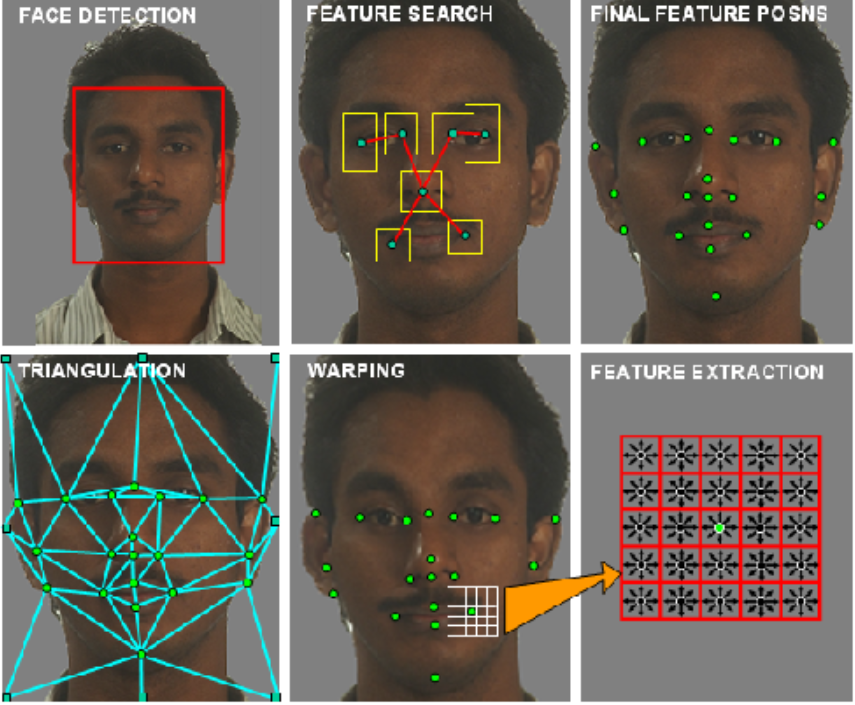 FACE DETECTION
FEATURE SEARCH
FINAL FEATURE POSNS
TRIANGULATION
WARPING
FEATURE EXTRACTION